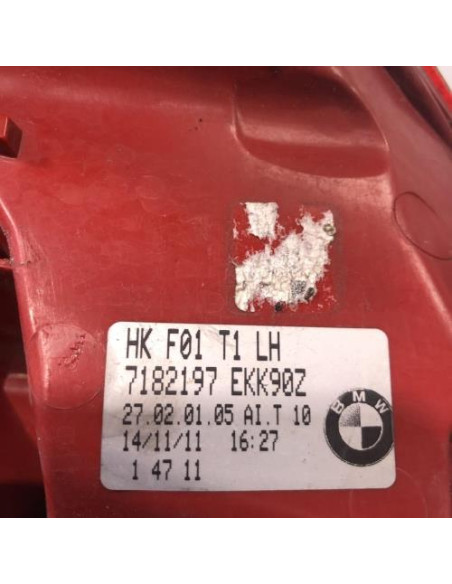 HK F01 T1 LH
7182197 EKK90Z
27.02.01.05 AI.T 10
14/11/11 16:27
1 47 11
BMW